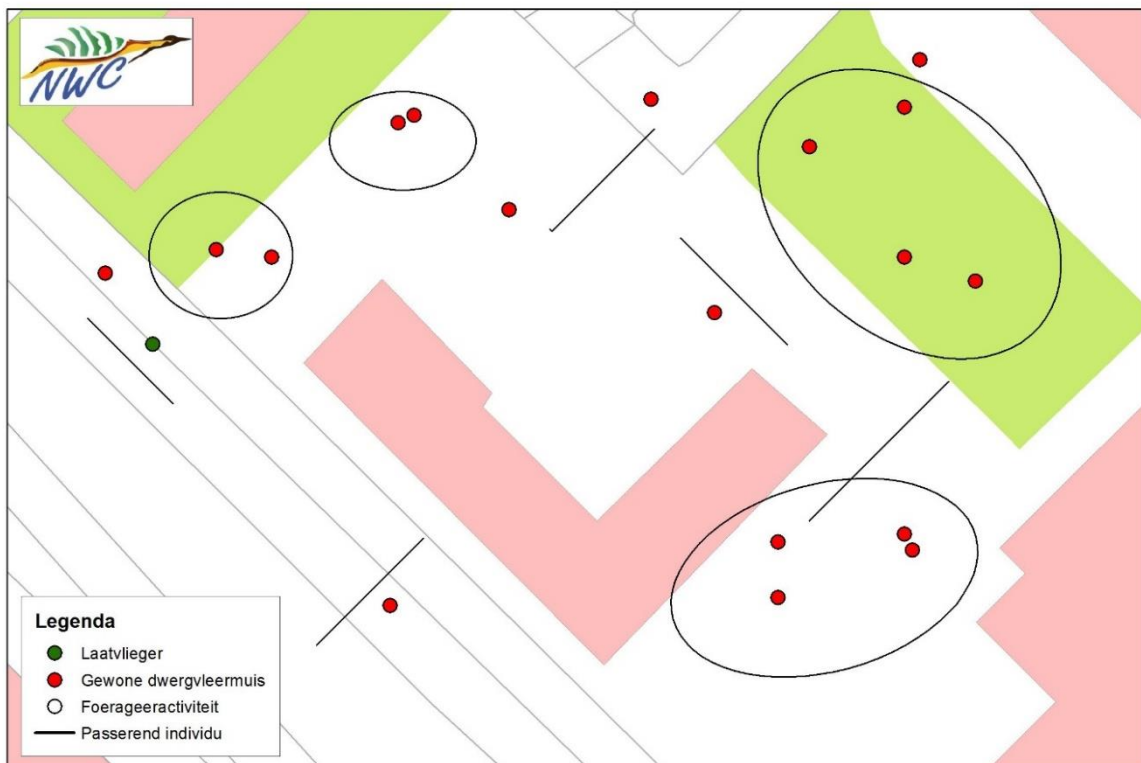 NWC
Legenda
Laatvlieger
Gewone dwergvleermuis
Foerageeractiviteit
Passerend individu